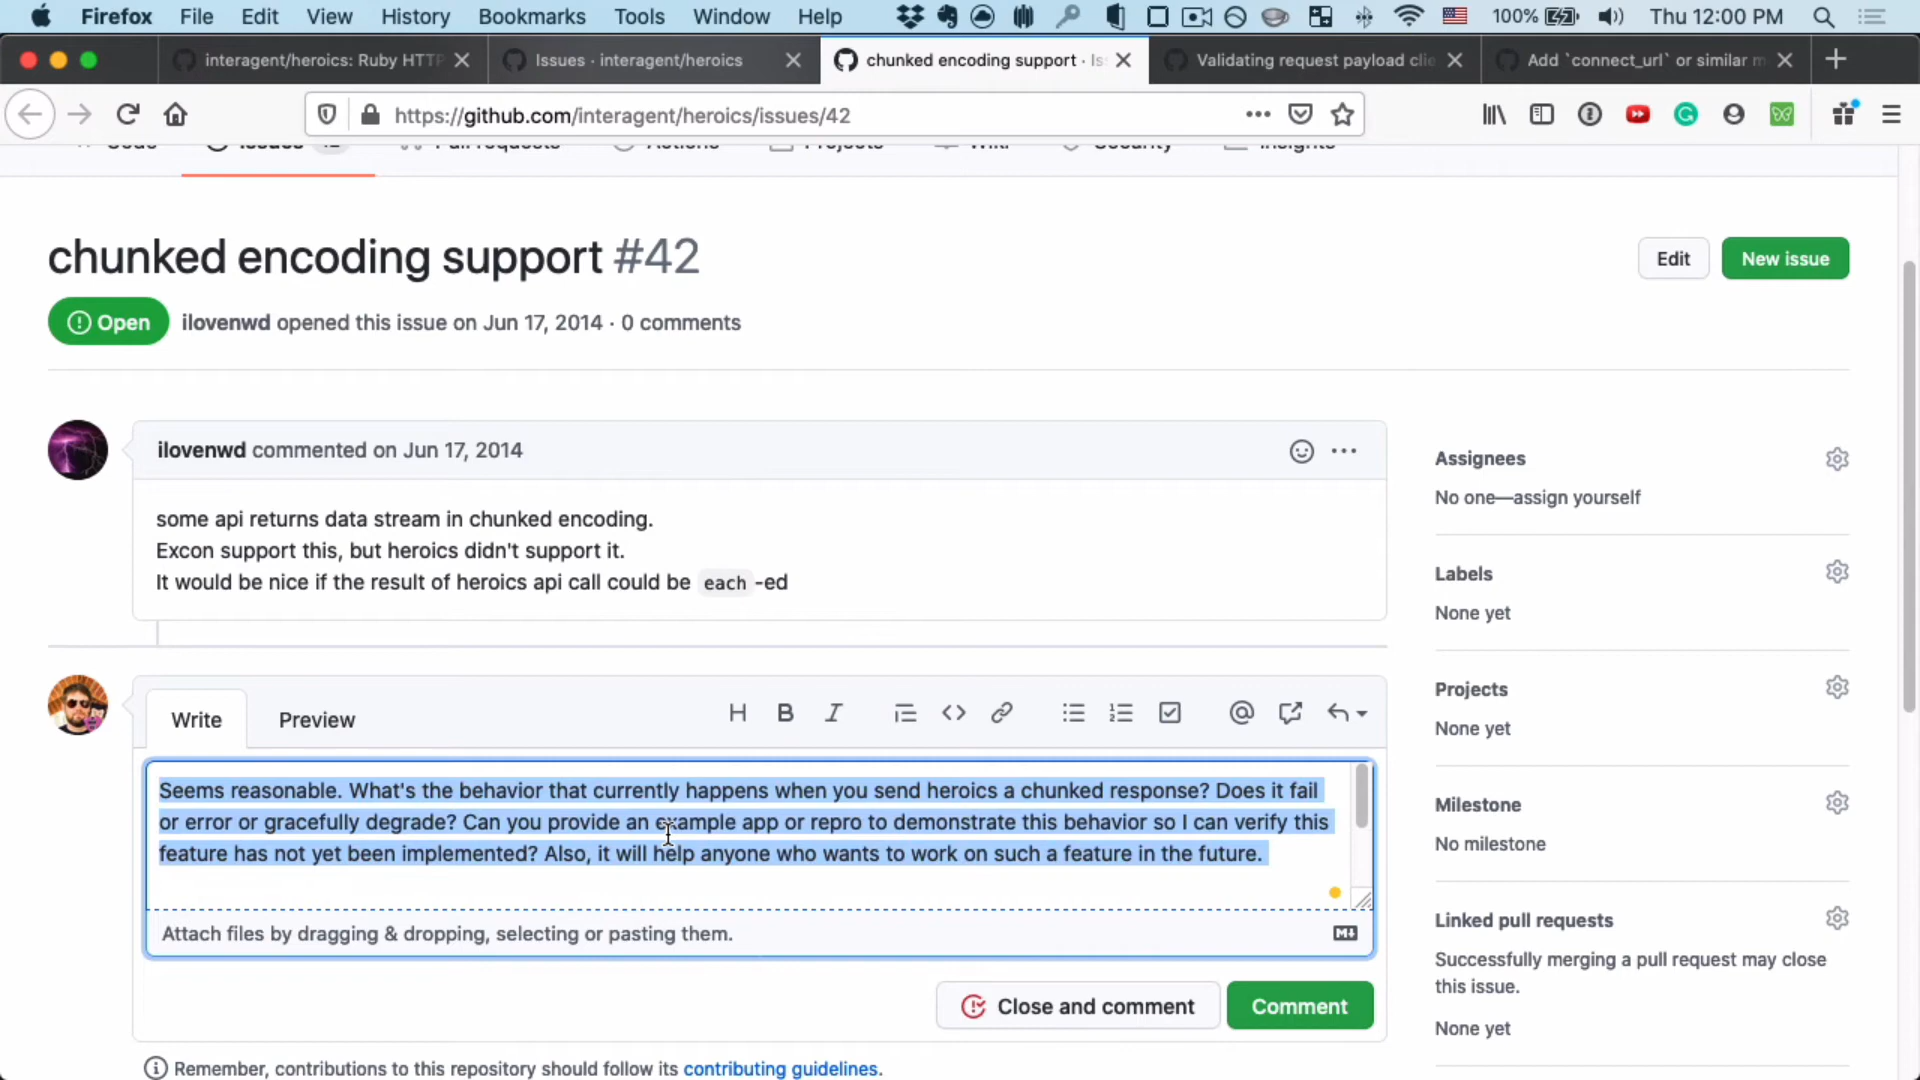 Firefox File Edit View History Bookmarks Tools Window Help 100% Thu 12:00 PM
interagent/heroics: Ruby HTTP Issues · interagent/heroics chunked encoding support · Is Validating request payload clie Add `connect_url` or similar m
https://github.com/interagent/heroics/issues/42
Code Issues Pull requests Actions Projects Wiki Security Insights
chunked encoding support #42
Edit New issue
Open ilovenwd opened this issue on Jun 17, 2014 · 0 comments
ilovenwd commented on Jun 17, 2014
some api returns data stream in chunked encoding.
Excon support this, but heroics didn't support it.
It would be nice if the result of heroics api call could be each -ed
Write Preview
Seems reasonable. What's the behavior that currently happens when you send heroics a chunked response? Does it fail
or error or gracefully degrade? Can you provide an example app or repro to demonstrate this behavior so I can verify this
feature has not yet been implemented? Also, it will help anyone who wants to work on such a feature in the future.
Attach files by dragging & dropping, selecting or pasting them.
Close and comment Comment
Remember, contributions to this repository should follow its contributing guidelines.
Assignees
No one—assign yourself
Labels
None yet
Projects
None yet
Milestone
No milestone
Linked pull requests
Successfully merging a pull request may close
this issue.
None yet